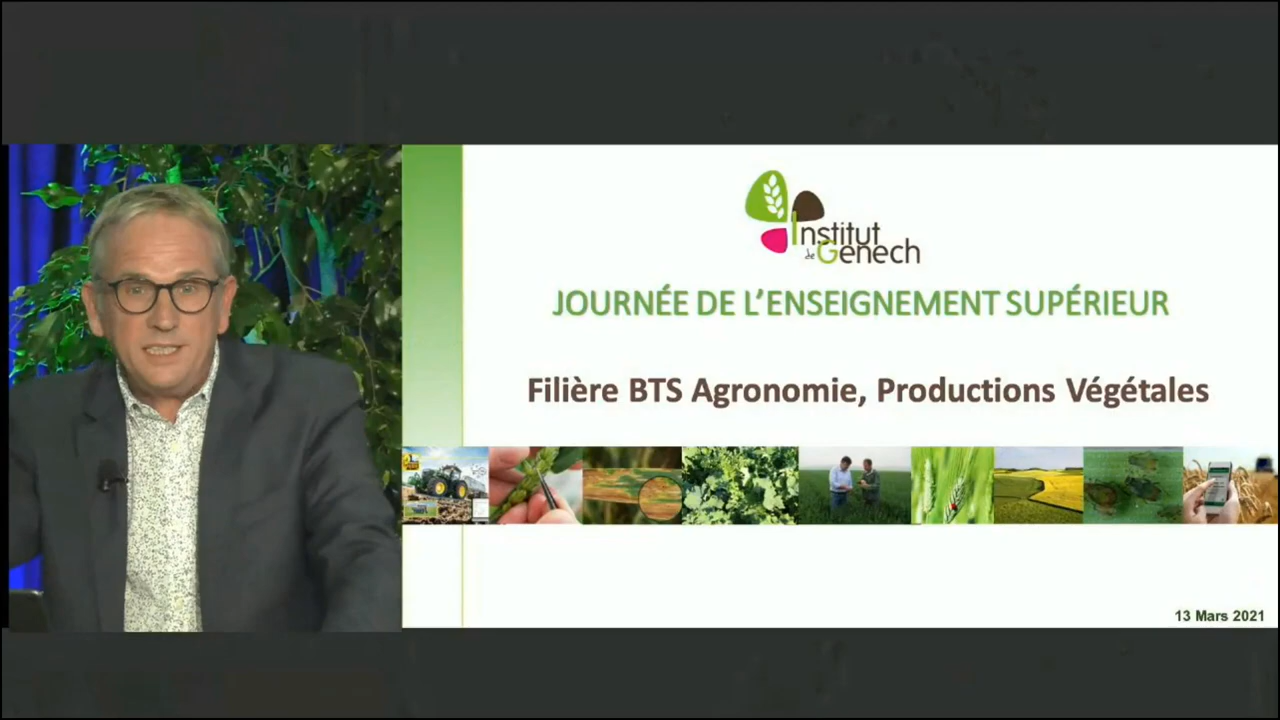 Institut
de Genech
JOURNÉE DE L'ENSEIGNEMENT SUPÉRIEUR
Filière BTS Agronomie, Productions Végétales
13 Mars 2021